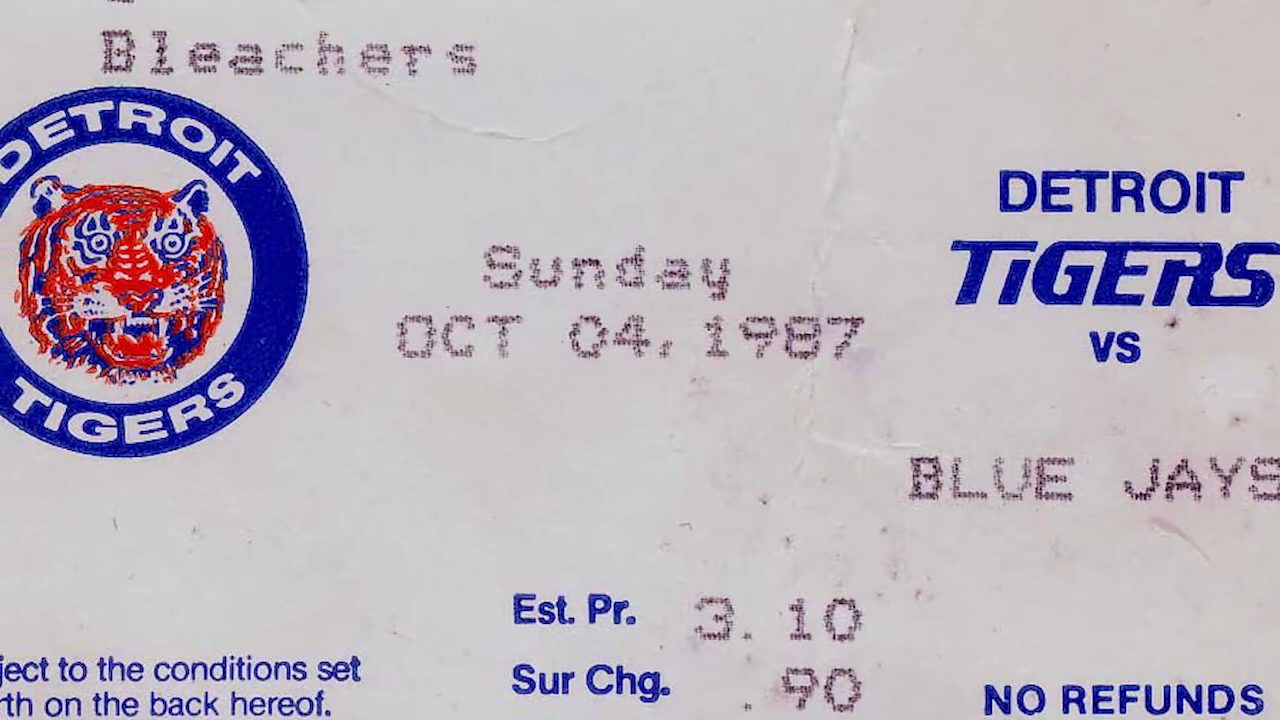 Bleachers
DETROIT
TIGERS
Sunday
OCT 04, 1987
DETROIT
TIGERS
VS
BLUE JAYS
Est. Pr. 3.10
Sur Chg. .90
ject to the conditions set
rth on the back hereof.
NO REFUNDS